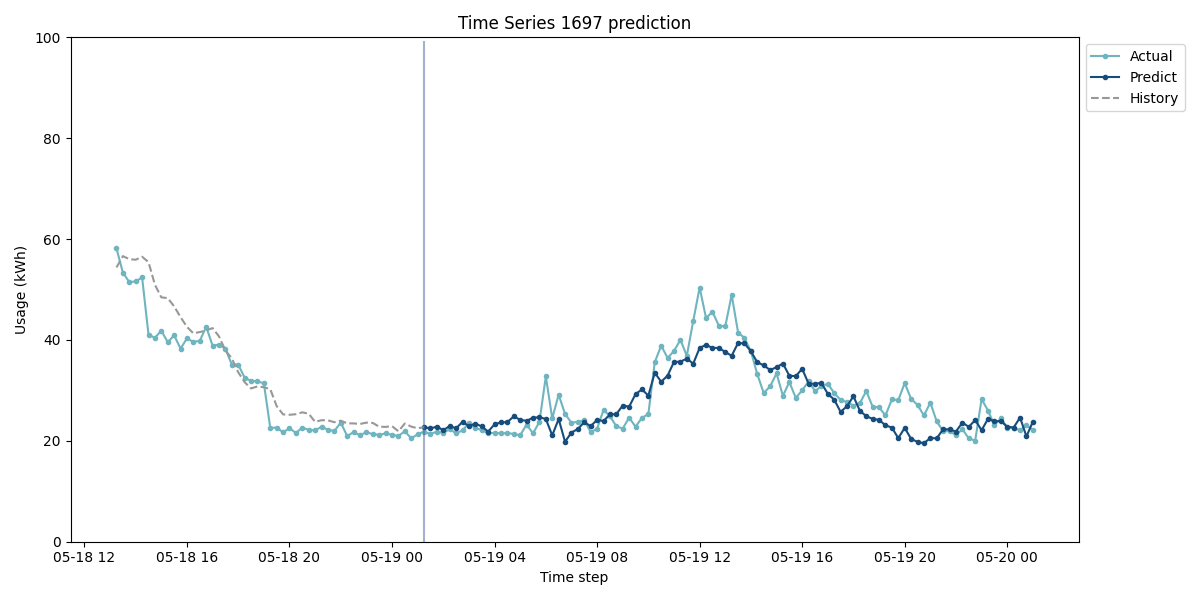 Time Series 1697 prediction
100
80
60
40
20
0
Usage (kWh)
05-18 12
05-18 16
05-18 20
05-19 00
05-19 04
05-19 08
05-19 12
05-19 16
05-19 20
05-20 00
Time step
Actual
Predict
History